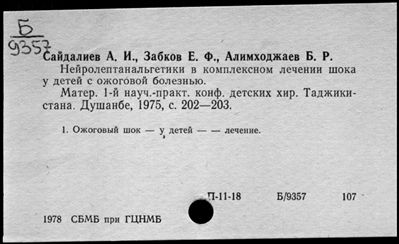 Б
9357
Сайдалиев А. И., Забков Е. Ф., Алимходжаев Б. Р.
Нейролептанальгетики в комплексном лечении шока
у детей с ожоговой болезнью.
Матер. 1-й науч.-практ. конф. детских хир. Таджики-
стана. Душанбе, 1975, с. 202—203.
1. Ожоговый шок — у детей — — лечение.
П-11-18 Б/9357 107
1978 СБМБ при ГЦНМБ